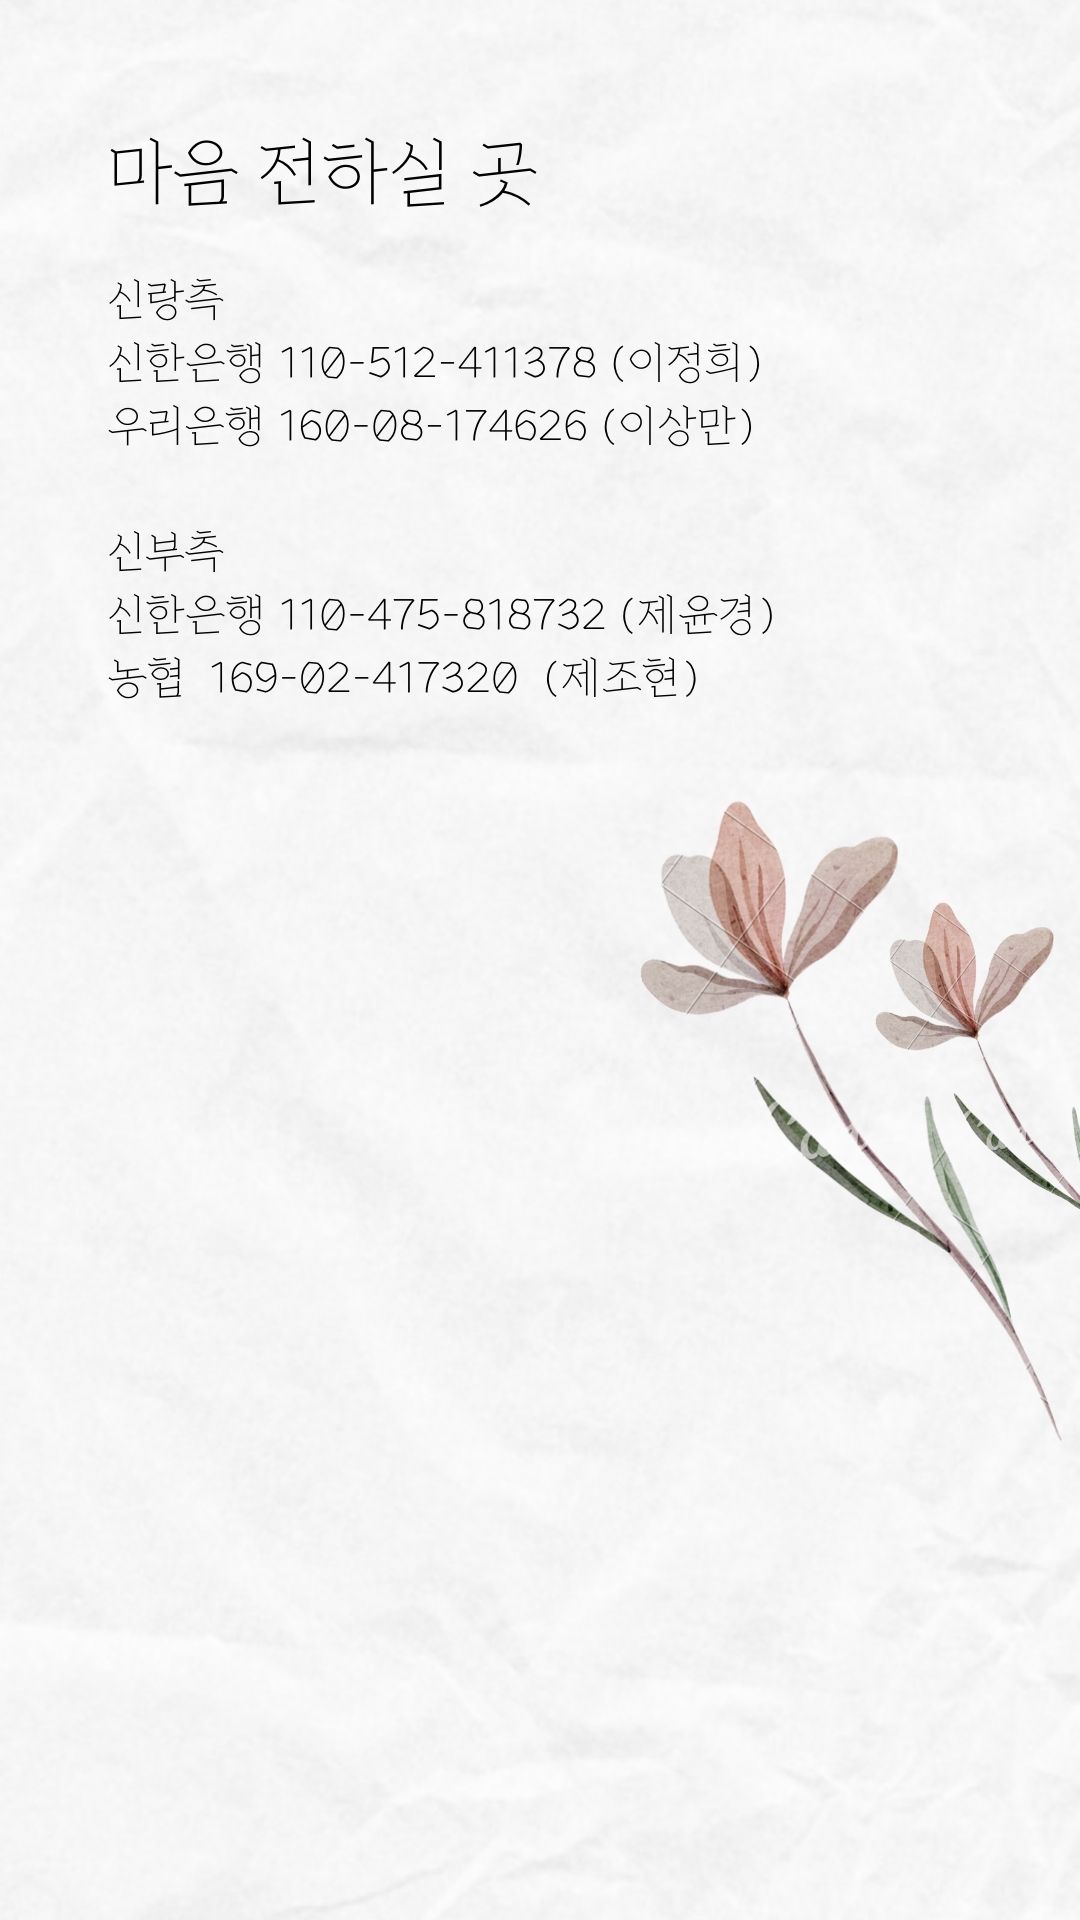 마음 전하실 곳
신랑측
신한은행 110-512-411378 (이정희)
우리은행 160-08-174626 (이상만)
신부측
신한은행 110-475-818732 (제윤경)
농협 169-02-417320 (제조현)